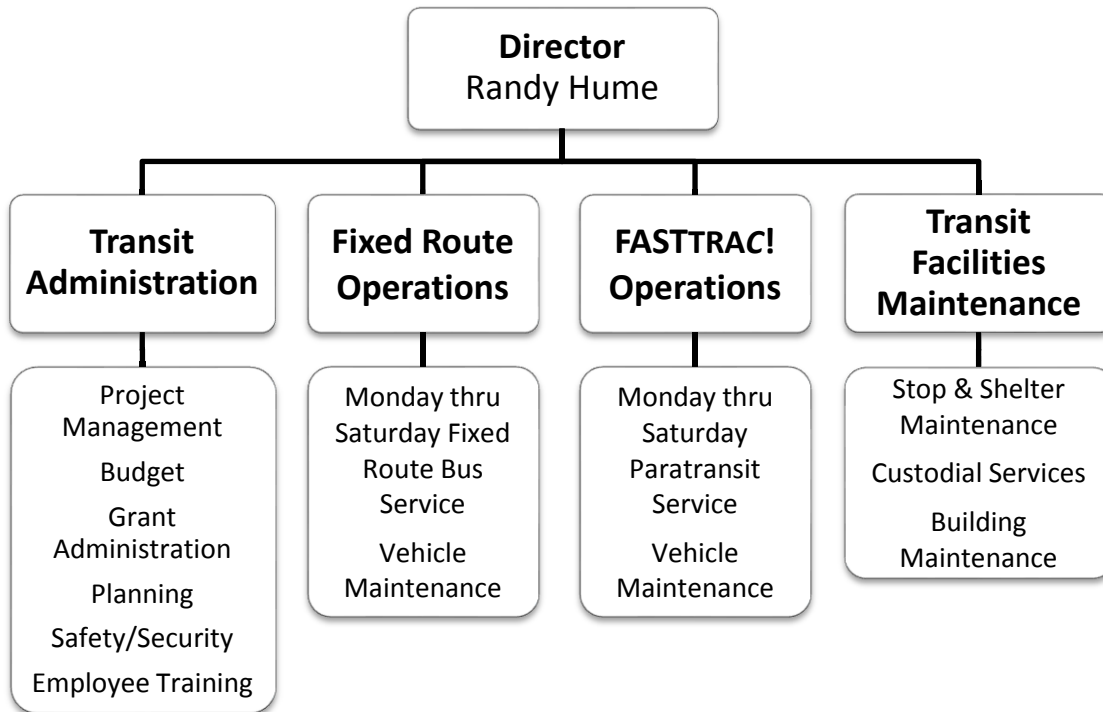 Director
Randy Hume
Transit
Administration
Fixed Route
Operations
FASTTRAC!
Operations
Transit
Facilities
Maintenance
Project
Management
Budget
Grant
Administration
Planning
Safety/Security
Employee Training
Monday thru
Saturday Fixed
Route Bus
Service
Vehicle
Maintenance
Monday thru
Saturday
Paratransit
Service
Vehicle
Maintenance
Stop & Shelter
Maintenance
Custodial Services
Building
Maintenance